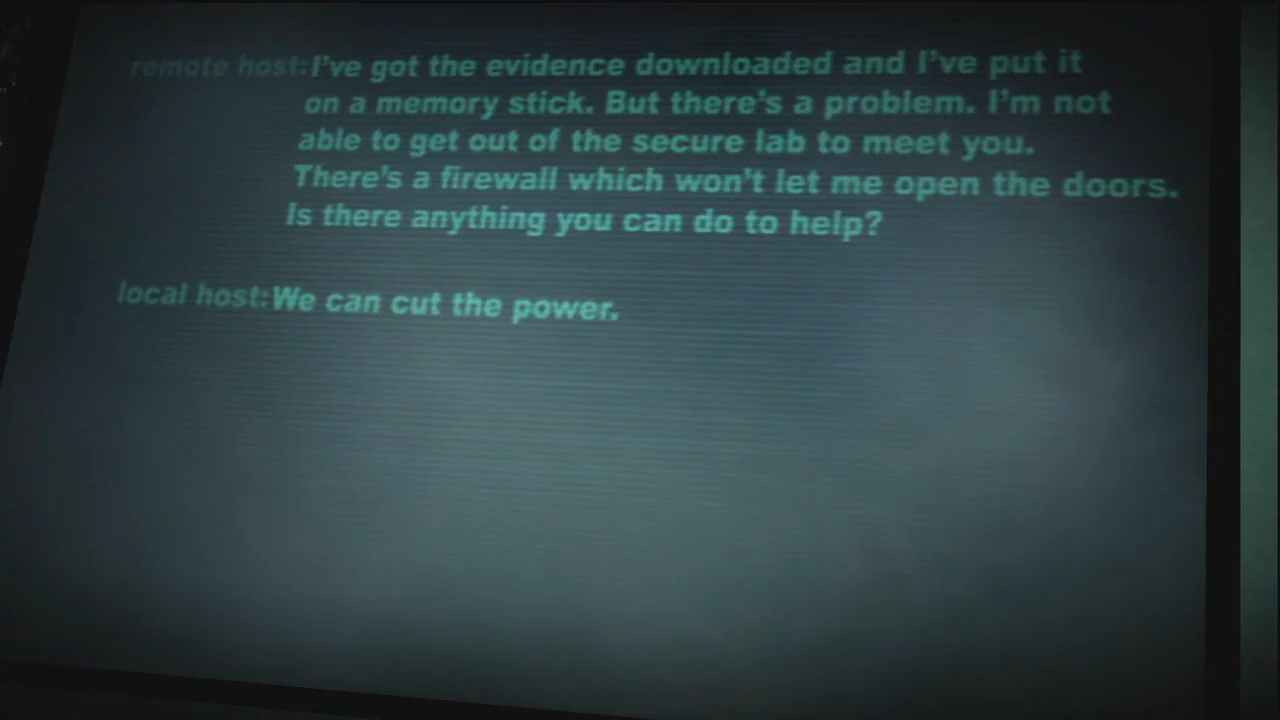 remote host:I've got the evidence downloaded and I've put it
on a memory stick. But there's a problem. I'm not
able to get out of the secure lab to meet you.
There's a firewall which won't let me open the doors.
Is there anything you can do to help?
local host:We can cut the power.